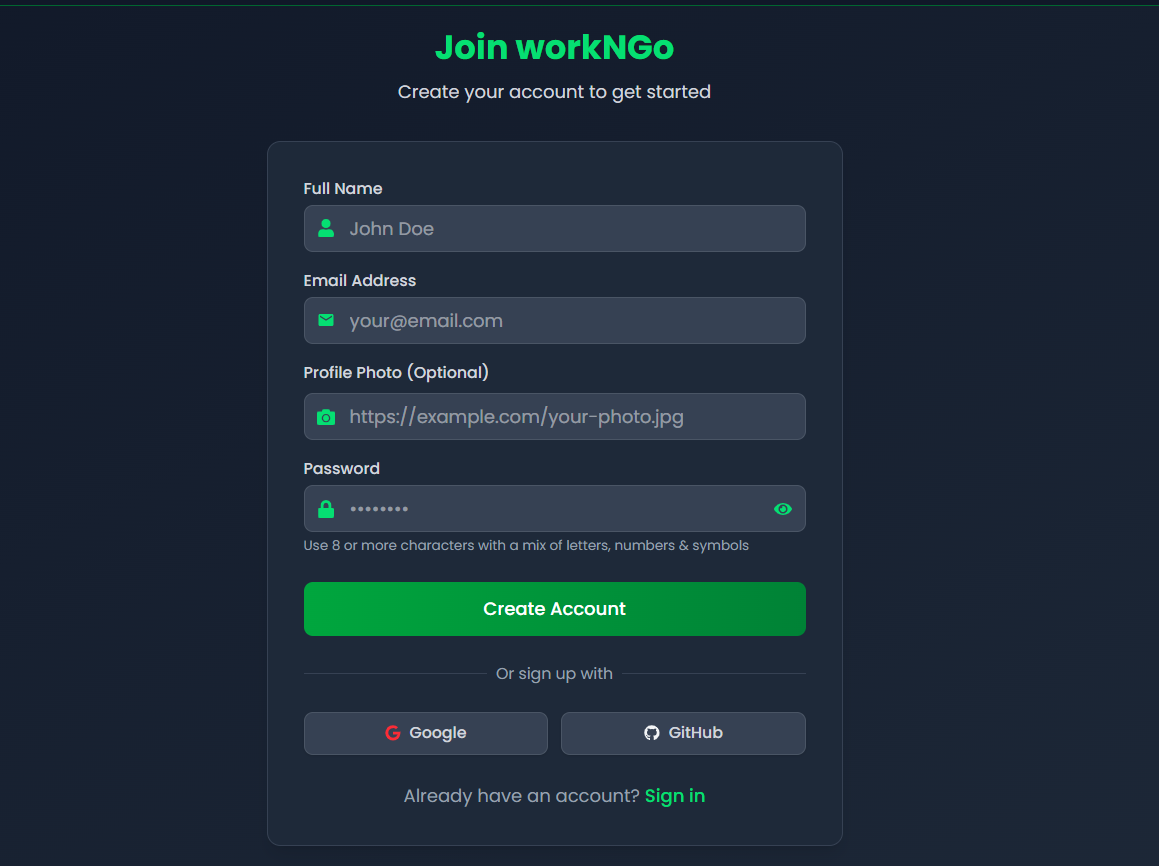 Join workNGo
Create your account to get started
Full Name
John Doe
Email Address
your@email.com
Profile Photo (Optional)
https://example.com/your-photo.jpg
Password
••••••••
Use 8 or more characters with a mix of letters, numbers & symbols
Create Account
Or sign up with
Google
GitHub
Already have an account? Sign in